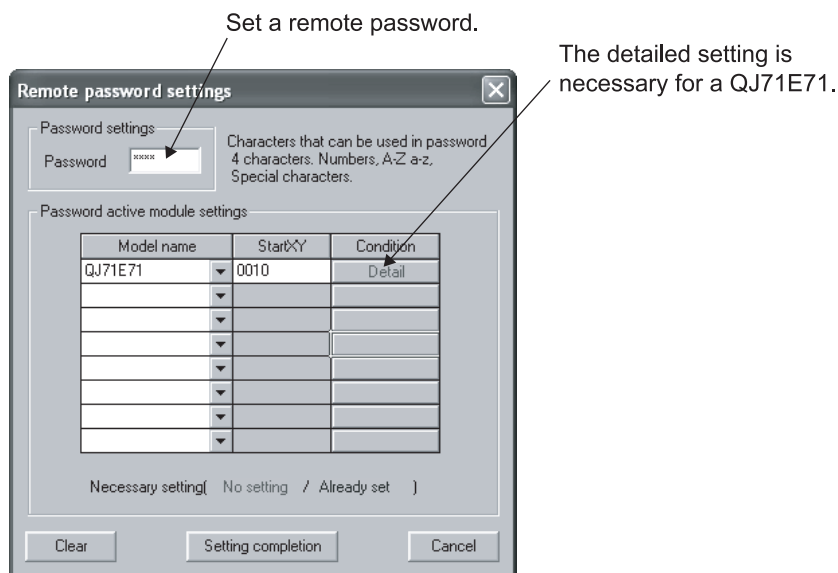 Set a remote password.
The detailed setting is
necessary for a QJ71E71.
Remote password settings
Password settings
Password ****
Characters that can be used in password
4 characters. Numbers, A-Z a-z,
Special characters.
Password active module settings
Model name StartXY Condition
QJ71E71 0010 Detail
Necessary setting( No setting / Already set )
Clear Setting completion Cancel